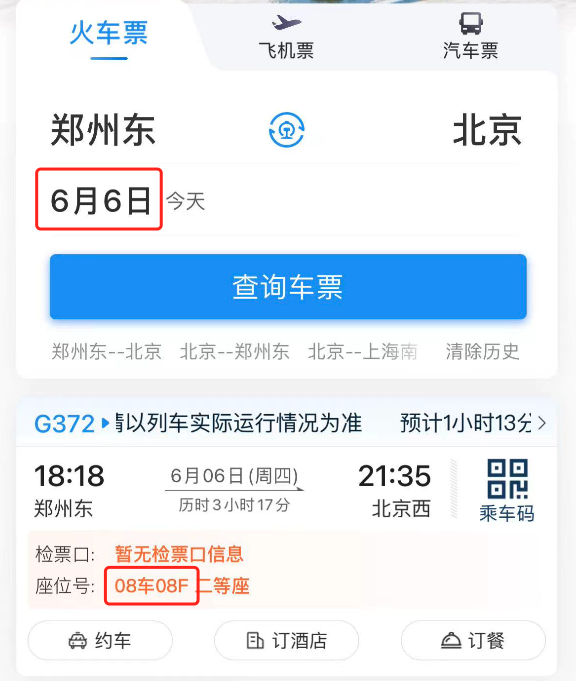 火车票
飞机票
汽车票
郑州东 北京
6月6日 今天
查询车票
郑州东--北京 北京--郑州东 北京--上海南 清除历史
G372 请以列车实际运行情况为准 预计1小时13分
18:18 6月06日(周四) 21:35
郑州东 历时3小时17分 北京西 乘车码
检票口: 暂无检票口信息
座位号: 08车08F 二等座
约车 订酒店 订餐